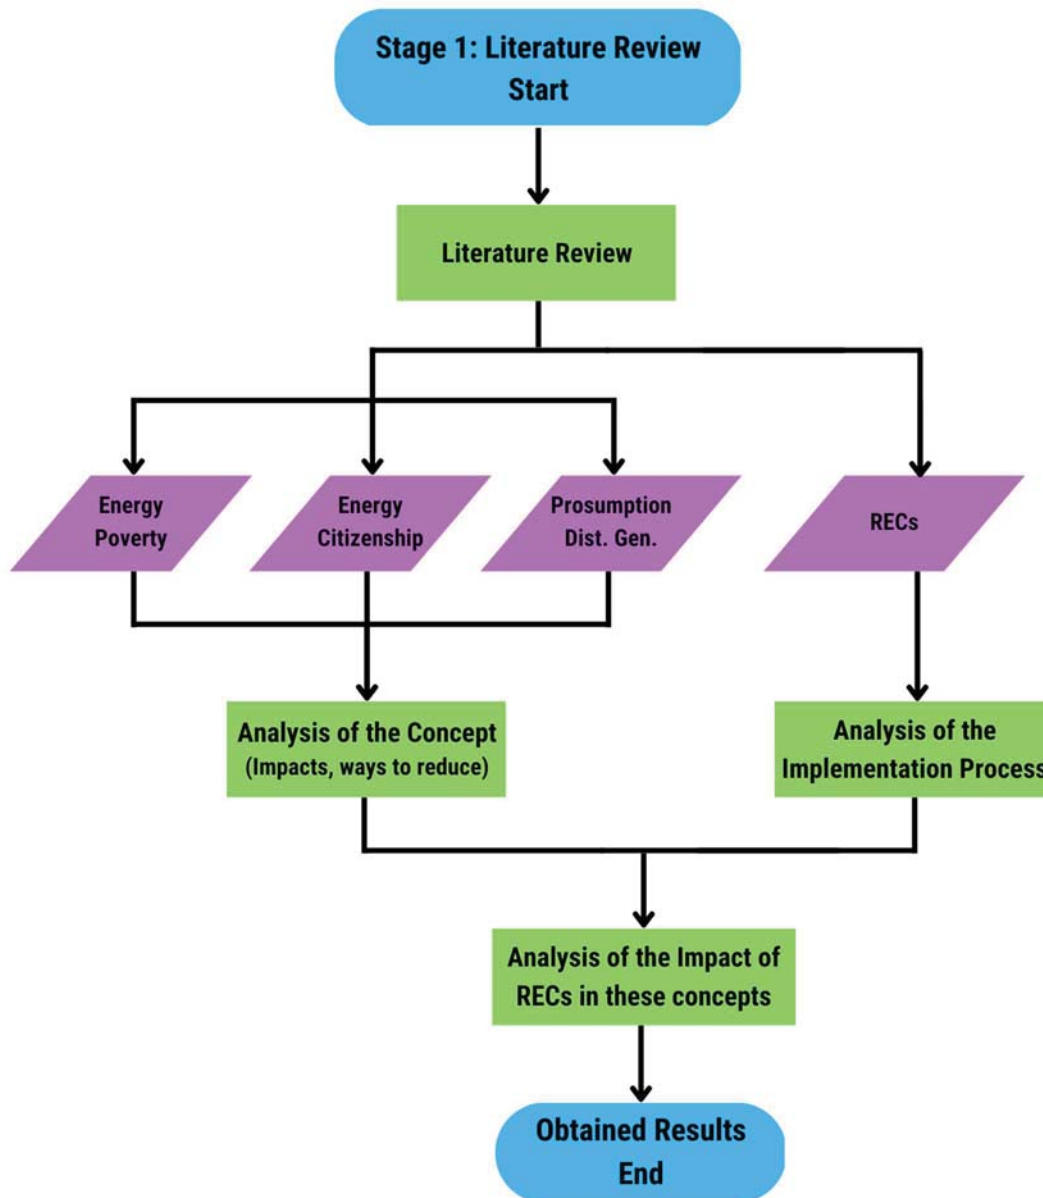 Stage 1: Literature Review
Start
Literature Review
Energy
Poverty
Energy
Citizenship
Prosumption
Dist. Gen.
RECs
Analysis of the Concept
(Impacts, ways to reduce)
Analysis of the
Implementation Process
Analysis of the Impact of
RECs in these concepts
Obtained Results
End